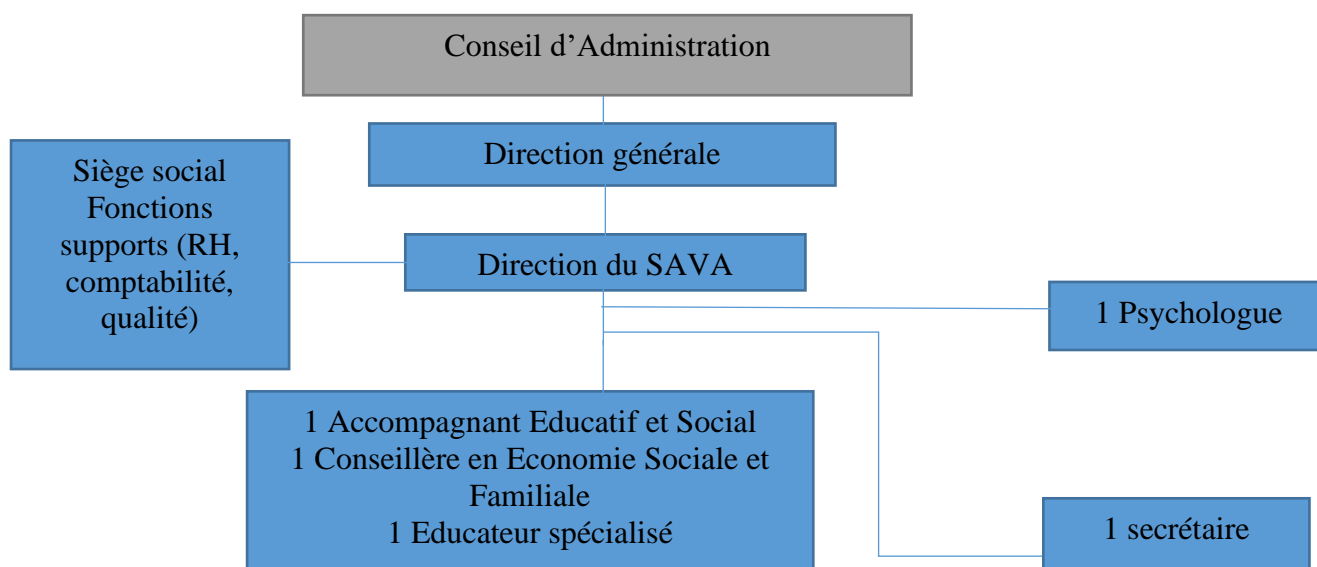 Conseil d’Administration
Direction générale
Siège social
Fonctions
supports (RH,
comptabilité,
qualité)
Direction du SAVA
1 Psychologue
1 Accompagnant Educatif et Social
1 Conseillère en Economie Sociale et
Familiale
1 Educateur spécialisé
1 secrétaire